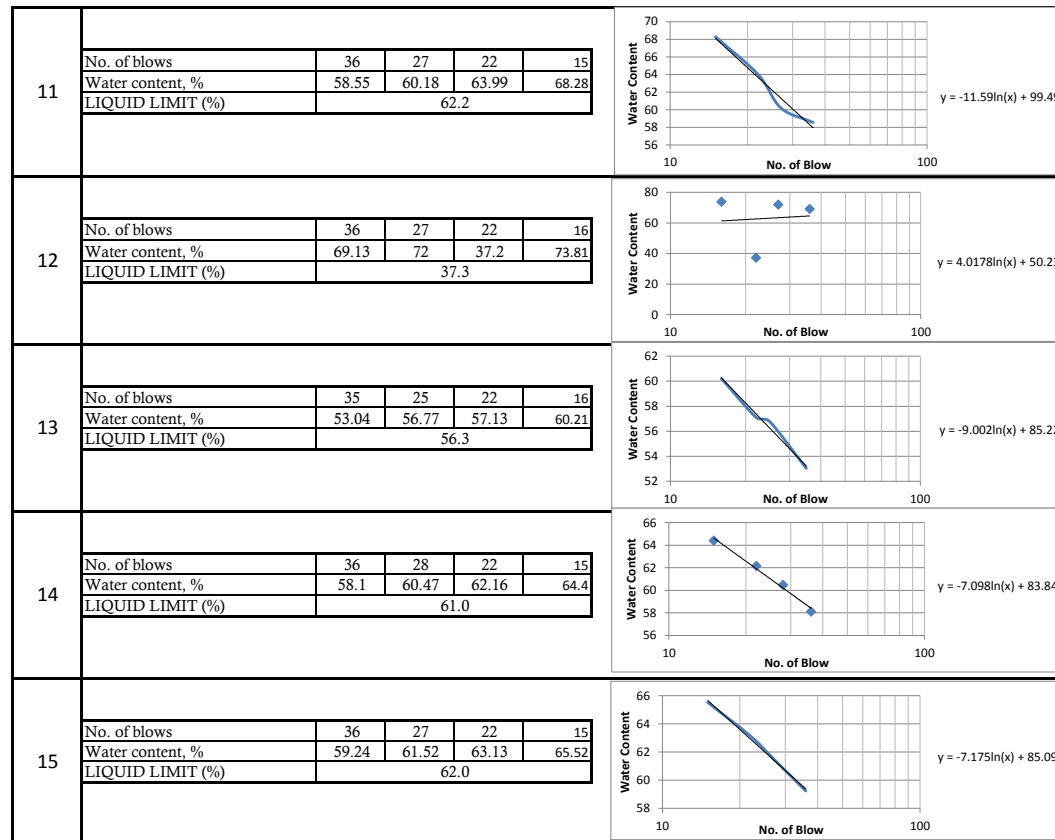 11
No. of blows 36 27 22 15
Water content, % 58.55 60.18 63.99 68.28
LIQUID LIMIT (%) 62.2
70
68
66
64
62
60
58
56
10 100
Water Content
No. of Blow
y = -11.59ln(x) + 99.49
12
No. of blows 36 27 22 16
Water content, % 69.13 72 37.2 73.81
LIQUID LIMIT (%) 37.3
80
60
40
20
0
10 100
Water Content
No. of Blow
y = 4.0178ln(x) + 50.23
13
No. of blows 35 25 22 16
Water content, % 53.04 56.77 57.13 60.21
LIQUID LIMIT (%) 56.3
62
60
58
56
54
52
10 100
Water Content
No. of Blow
y = -9.002ln(x) + 85.22
14
No. of blows 36 28 22 15
Water content, % 58.1 60.47 62.16 64.4
LIQUID LIMIT (%) 61.0
66
64
62
60
58
56
10 100
Water Content
No. of Blow
y = -7.098ln(x) + 83.84
15
No. of blows 36 27 22 15
Water content, % 59.24 61.52 63.13 65.52
LIQUID LIMIT (%) 62.0
66
64
62
60
58
10 100
Water Content
No. of Blow
y = -7.175ln(x) + 85.09